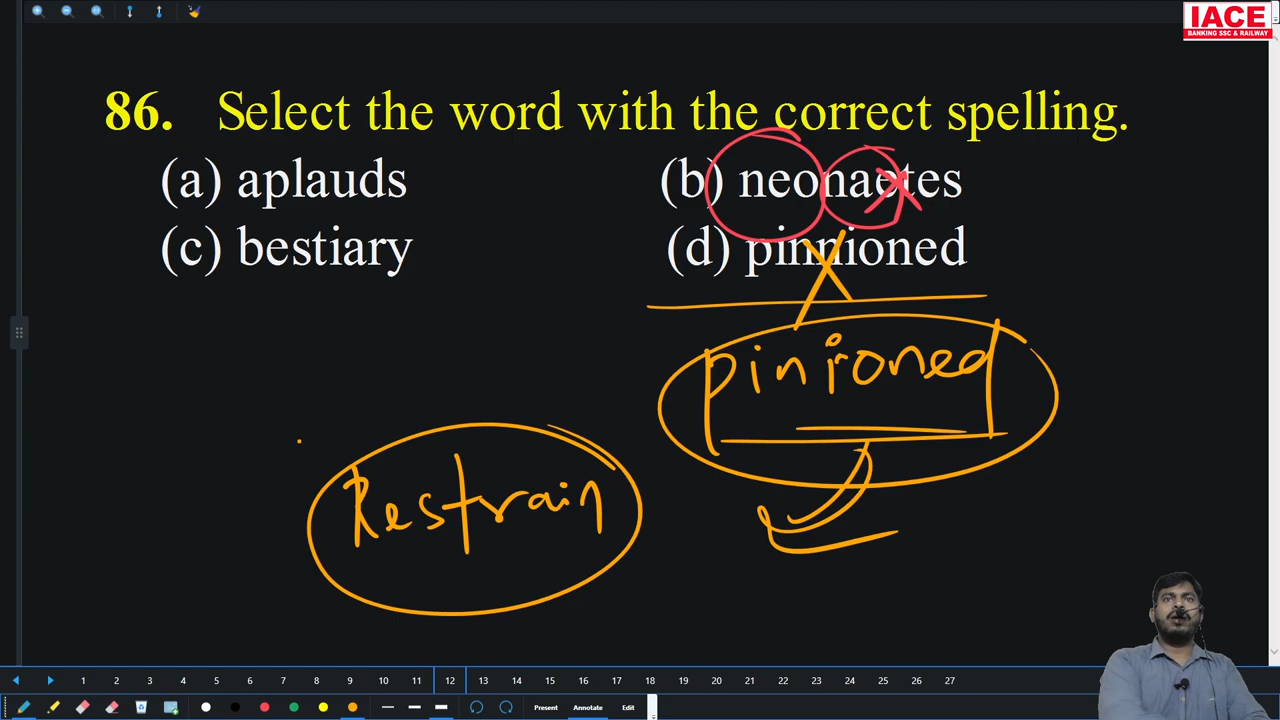 IACE
BANKING SSC & RAILWAY
86. Select the word with the correct spelling.
(a) aplauds (b) neonaetes
(c) bestiary (d) pinnioned
pinioned
Restrain
1 2 3 4 5 6 7 8 9 10 11 12 13 14 15 16 17 18 19 20 21 22 23 24 25 26 27
Present Annotate Edit